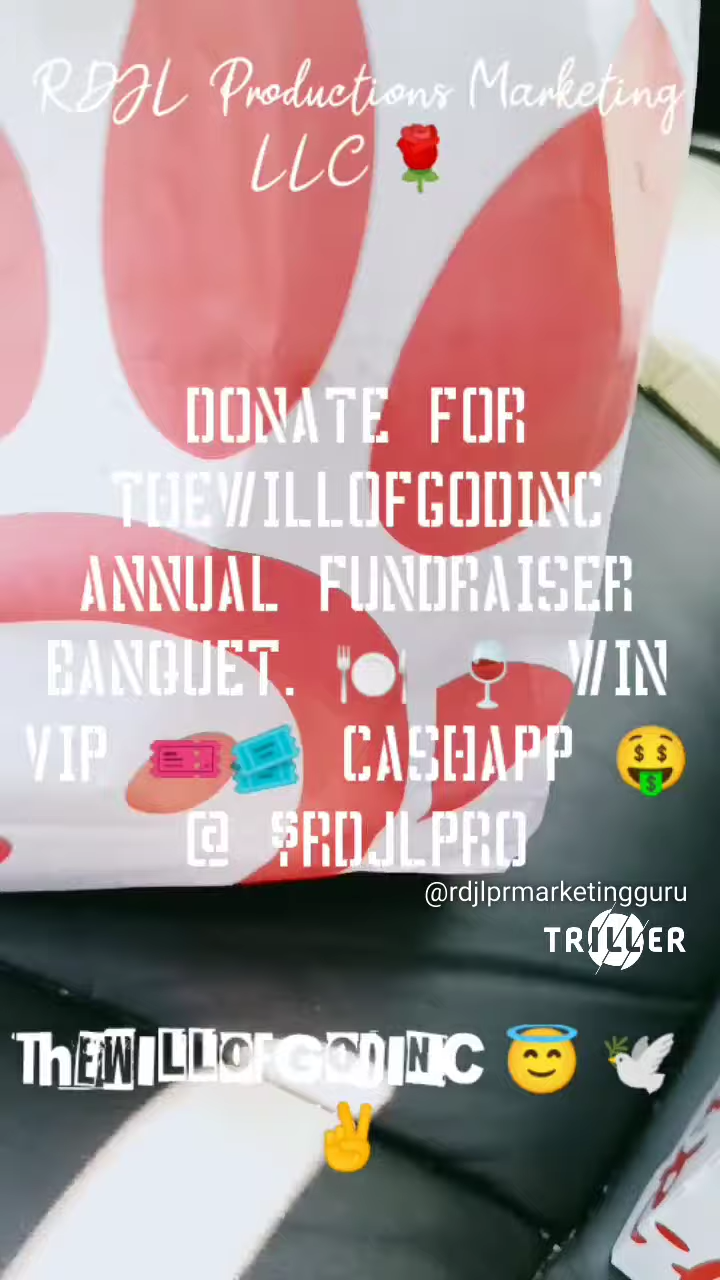 RDJL Productions Marketing
LLC 🌹
DONATE FOR
THEWILLOFGODINC
ANNUAL FUNDRAISER
BANQUET. 🍽 🍷 WIN
VIP 🎫🎟 CASHAPP 🤑
@ $RDJLPRO
@rdjlprmarketingguru
TRILLER
ThEWILLOFGODINC 😇 🕊
✌